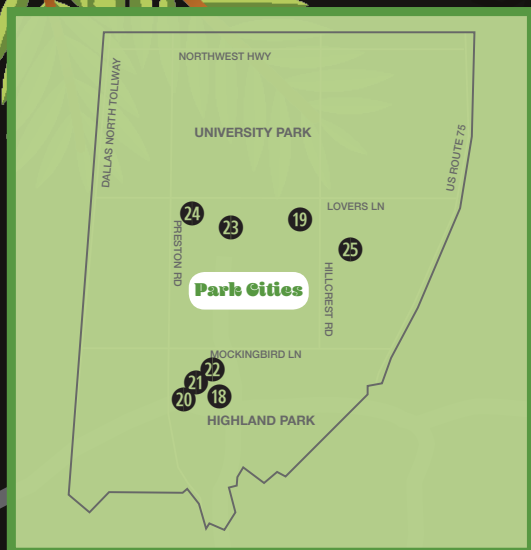 NORTHWEST HWY
DALLAS NORTH TOLLWAY
UNIVERSITY PARK
US ROUTE 75
LOVERS LN
24
23
19
25
PRESTON RD
HILLCREST RD
Park Cities
MOCKINGBIRD LN
22
21
20
18
HIGHLAND PARK